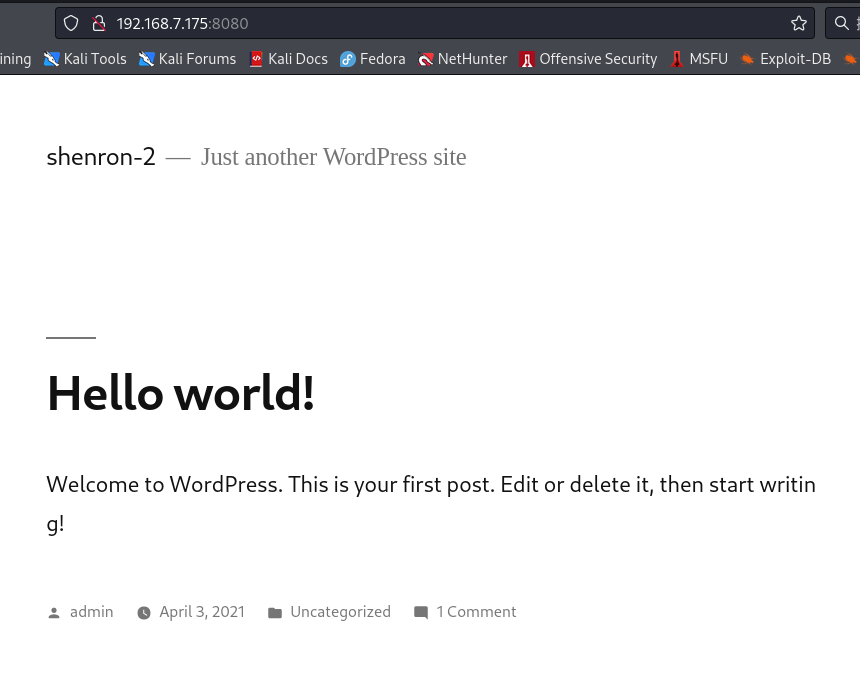 192.168.7.175:8080
ining Kali Tools Kali Forums Kali Docs Fedora NetHunter Offensive Security MSFU Exploit-DB
shenron-2 — Just another WordPress site
Hello world!
Welcome to WordPress. This is your first post. Edit or delete it, then start writin
g!
admin April 3, 2021 Uncategorized 1 Comment